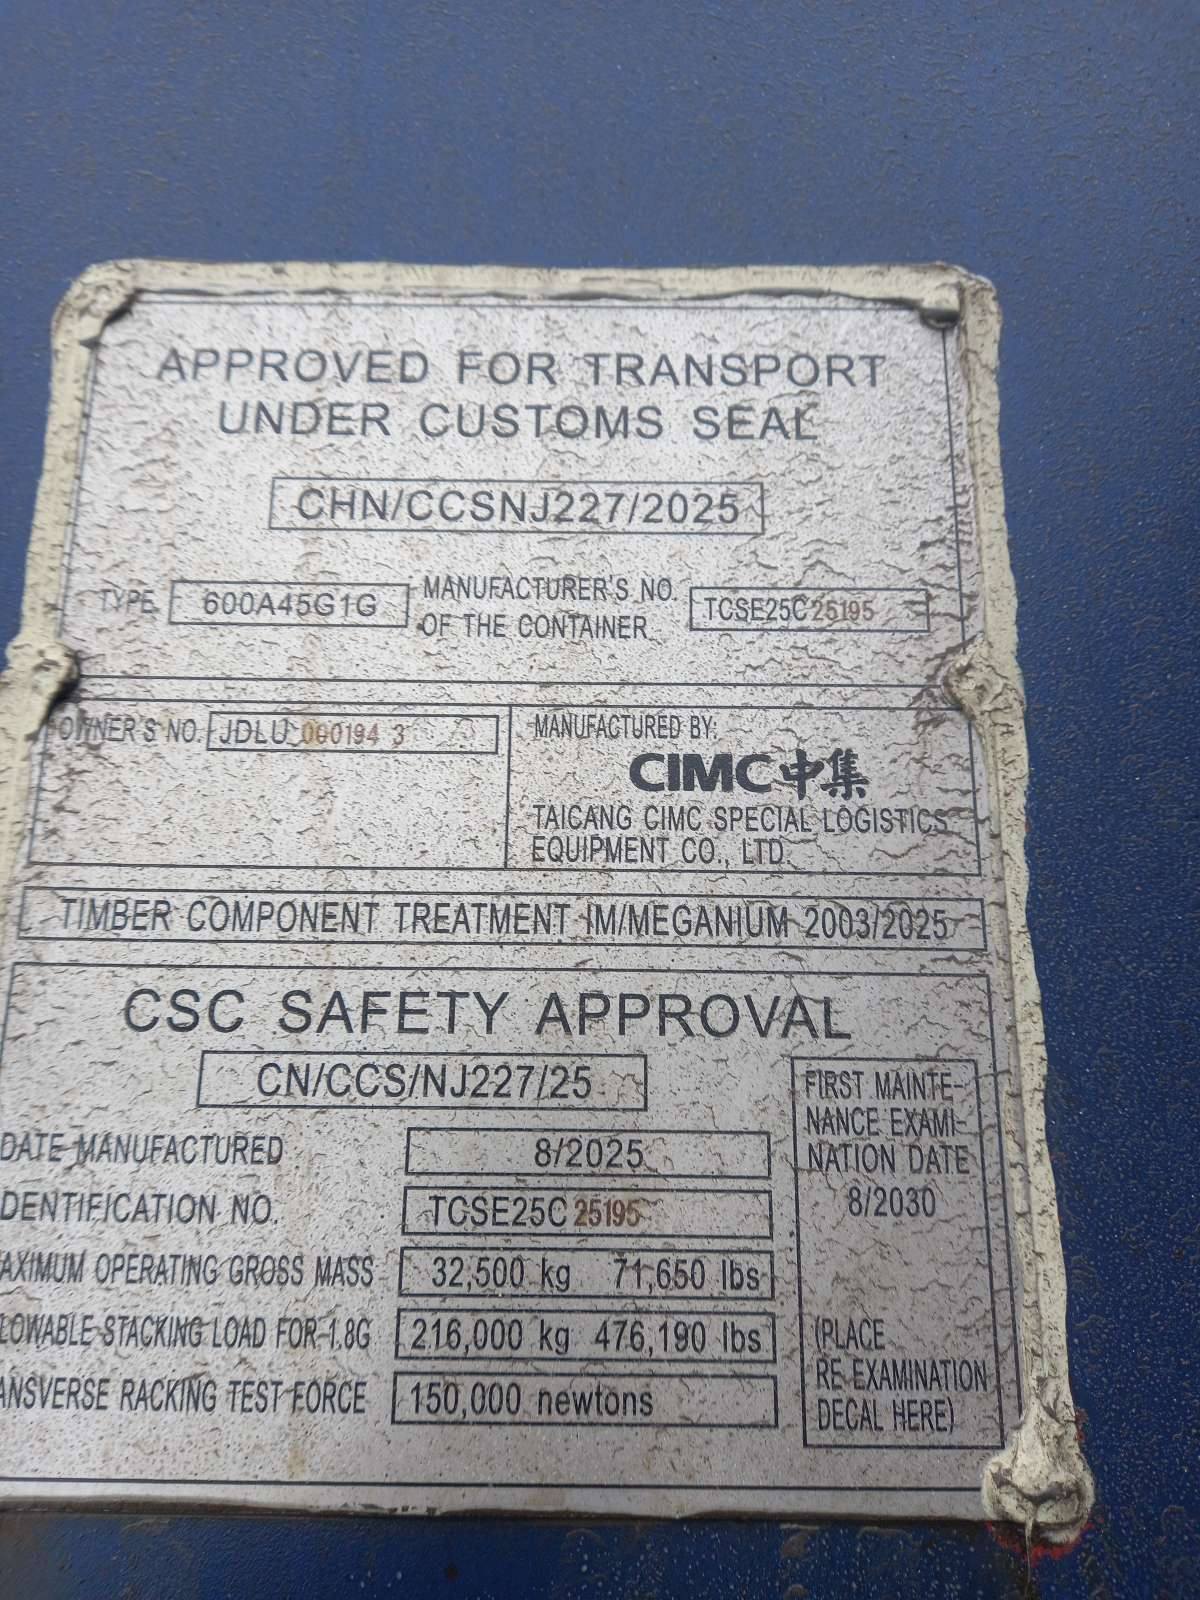 APPROVED FOR TRANSPORT
UNDER CUSTOMS SEAL
CHN/CCSNJ227/2025
TYPE 600A45G1G
MANUFACTURER'S NO.
OF THE CONTAINER
TCSE25C25195
OWNER'S NO. JDLU 000194 3
MANUFACTURED BY:
CIMC中集
TAICANG CIMC SPECIAL LOGISTICS
EQUIPMENT CO., LTD
TIMBER COMPONENT TREATMENT IM/MEGANIUM 2003/2025
CSC SAFETY APPROVAL
CN/CCS/NJ227/25
DATE MANUFACTURED 8/2025
DENTIFICATION NO. TCSE25C25195
AXIMUM OPERATING GROSS MASS 32,500 kg 71,650 lbs
LOWABLE STACKING LOAD FOR 1.8G 216,000 kg 476,190 lbs
ANSVERSE RACKING TEST FORCE 150,000 newtons
FIRST MAINTE-
NANCE EXAMI-
NATION DATE
8/2030
(PLACE
RE EXAMINATION
DECAL HERE)